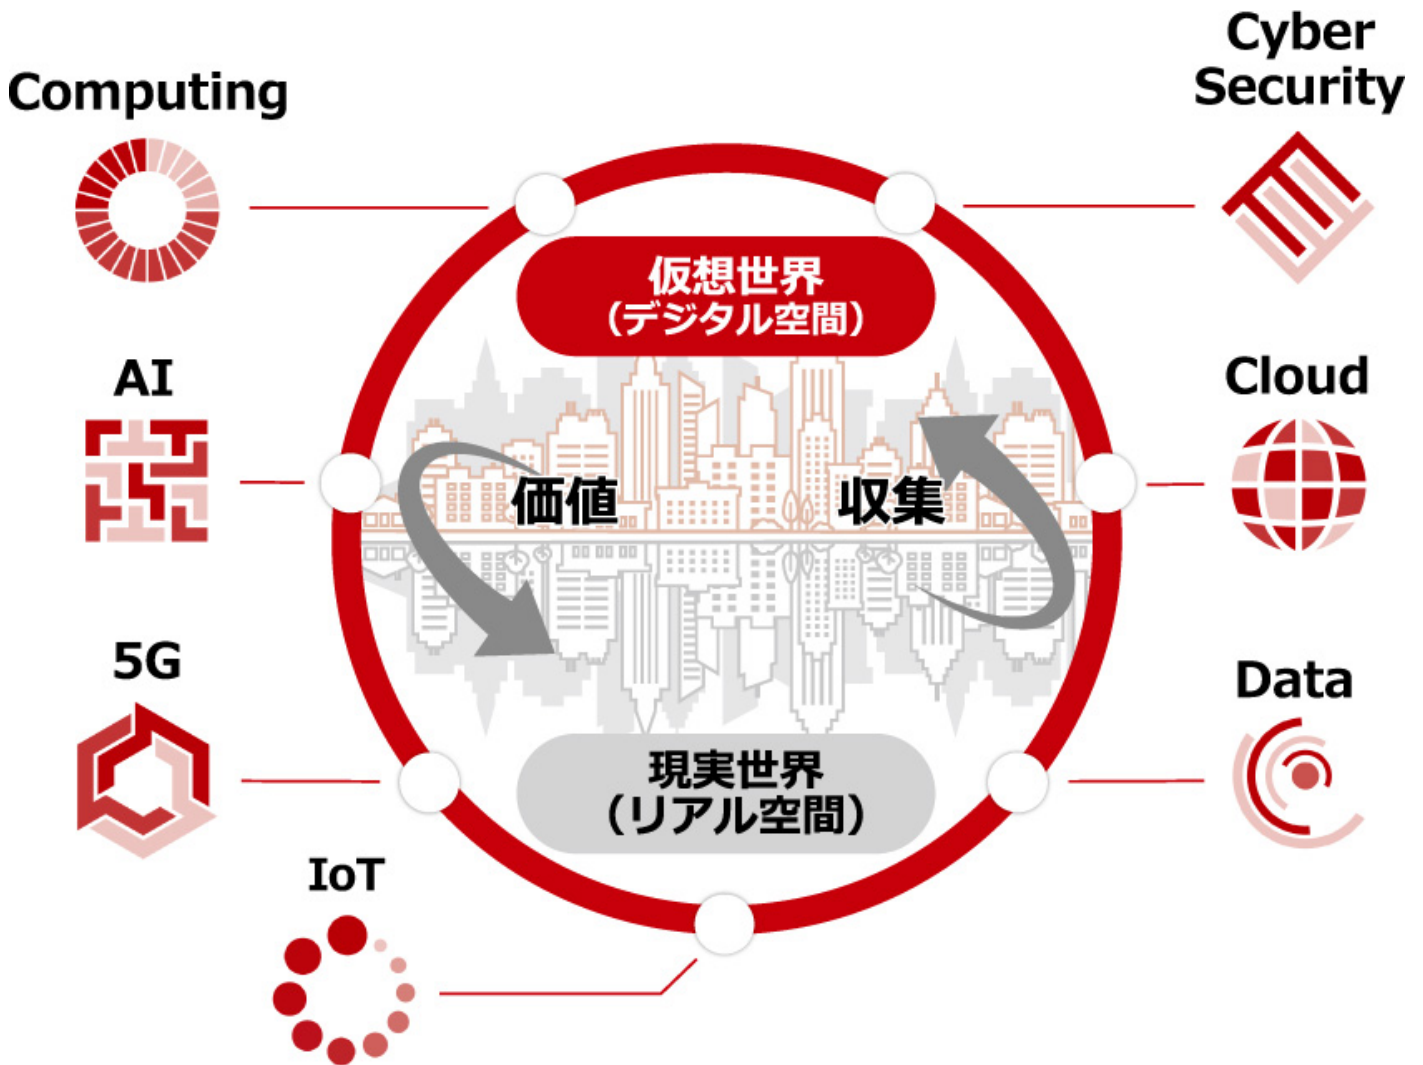 Computing
Cyber
Security
仮想世界
（デジタル空間）
AI
Cloud
価値
収集
5G
Data
現実世界
（リアル空間）
IoT